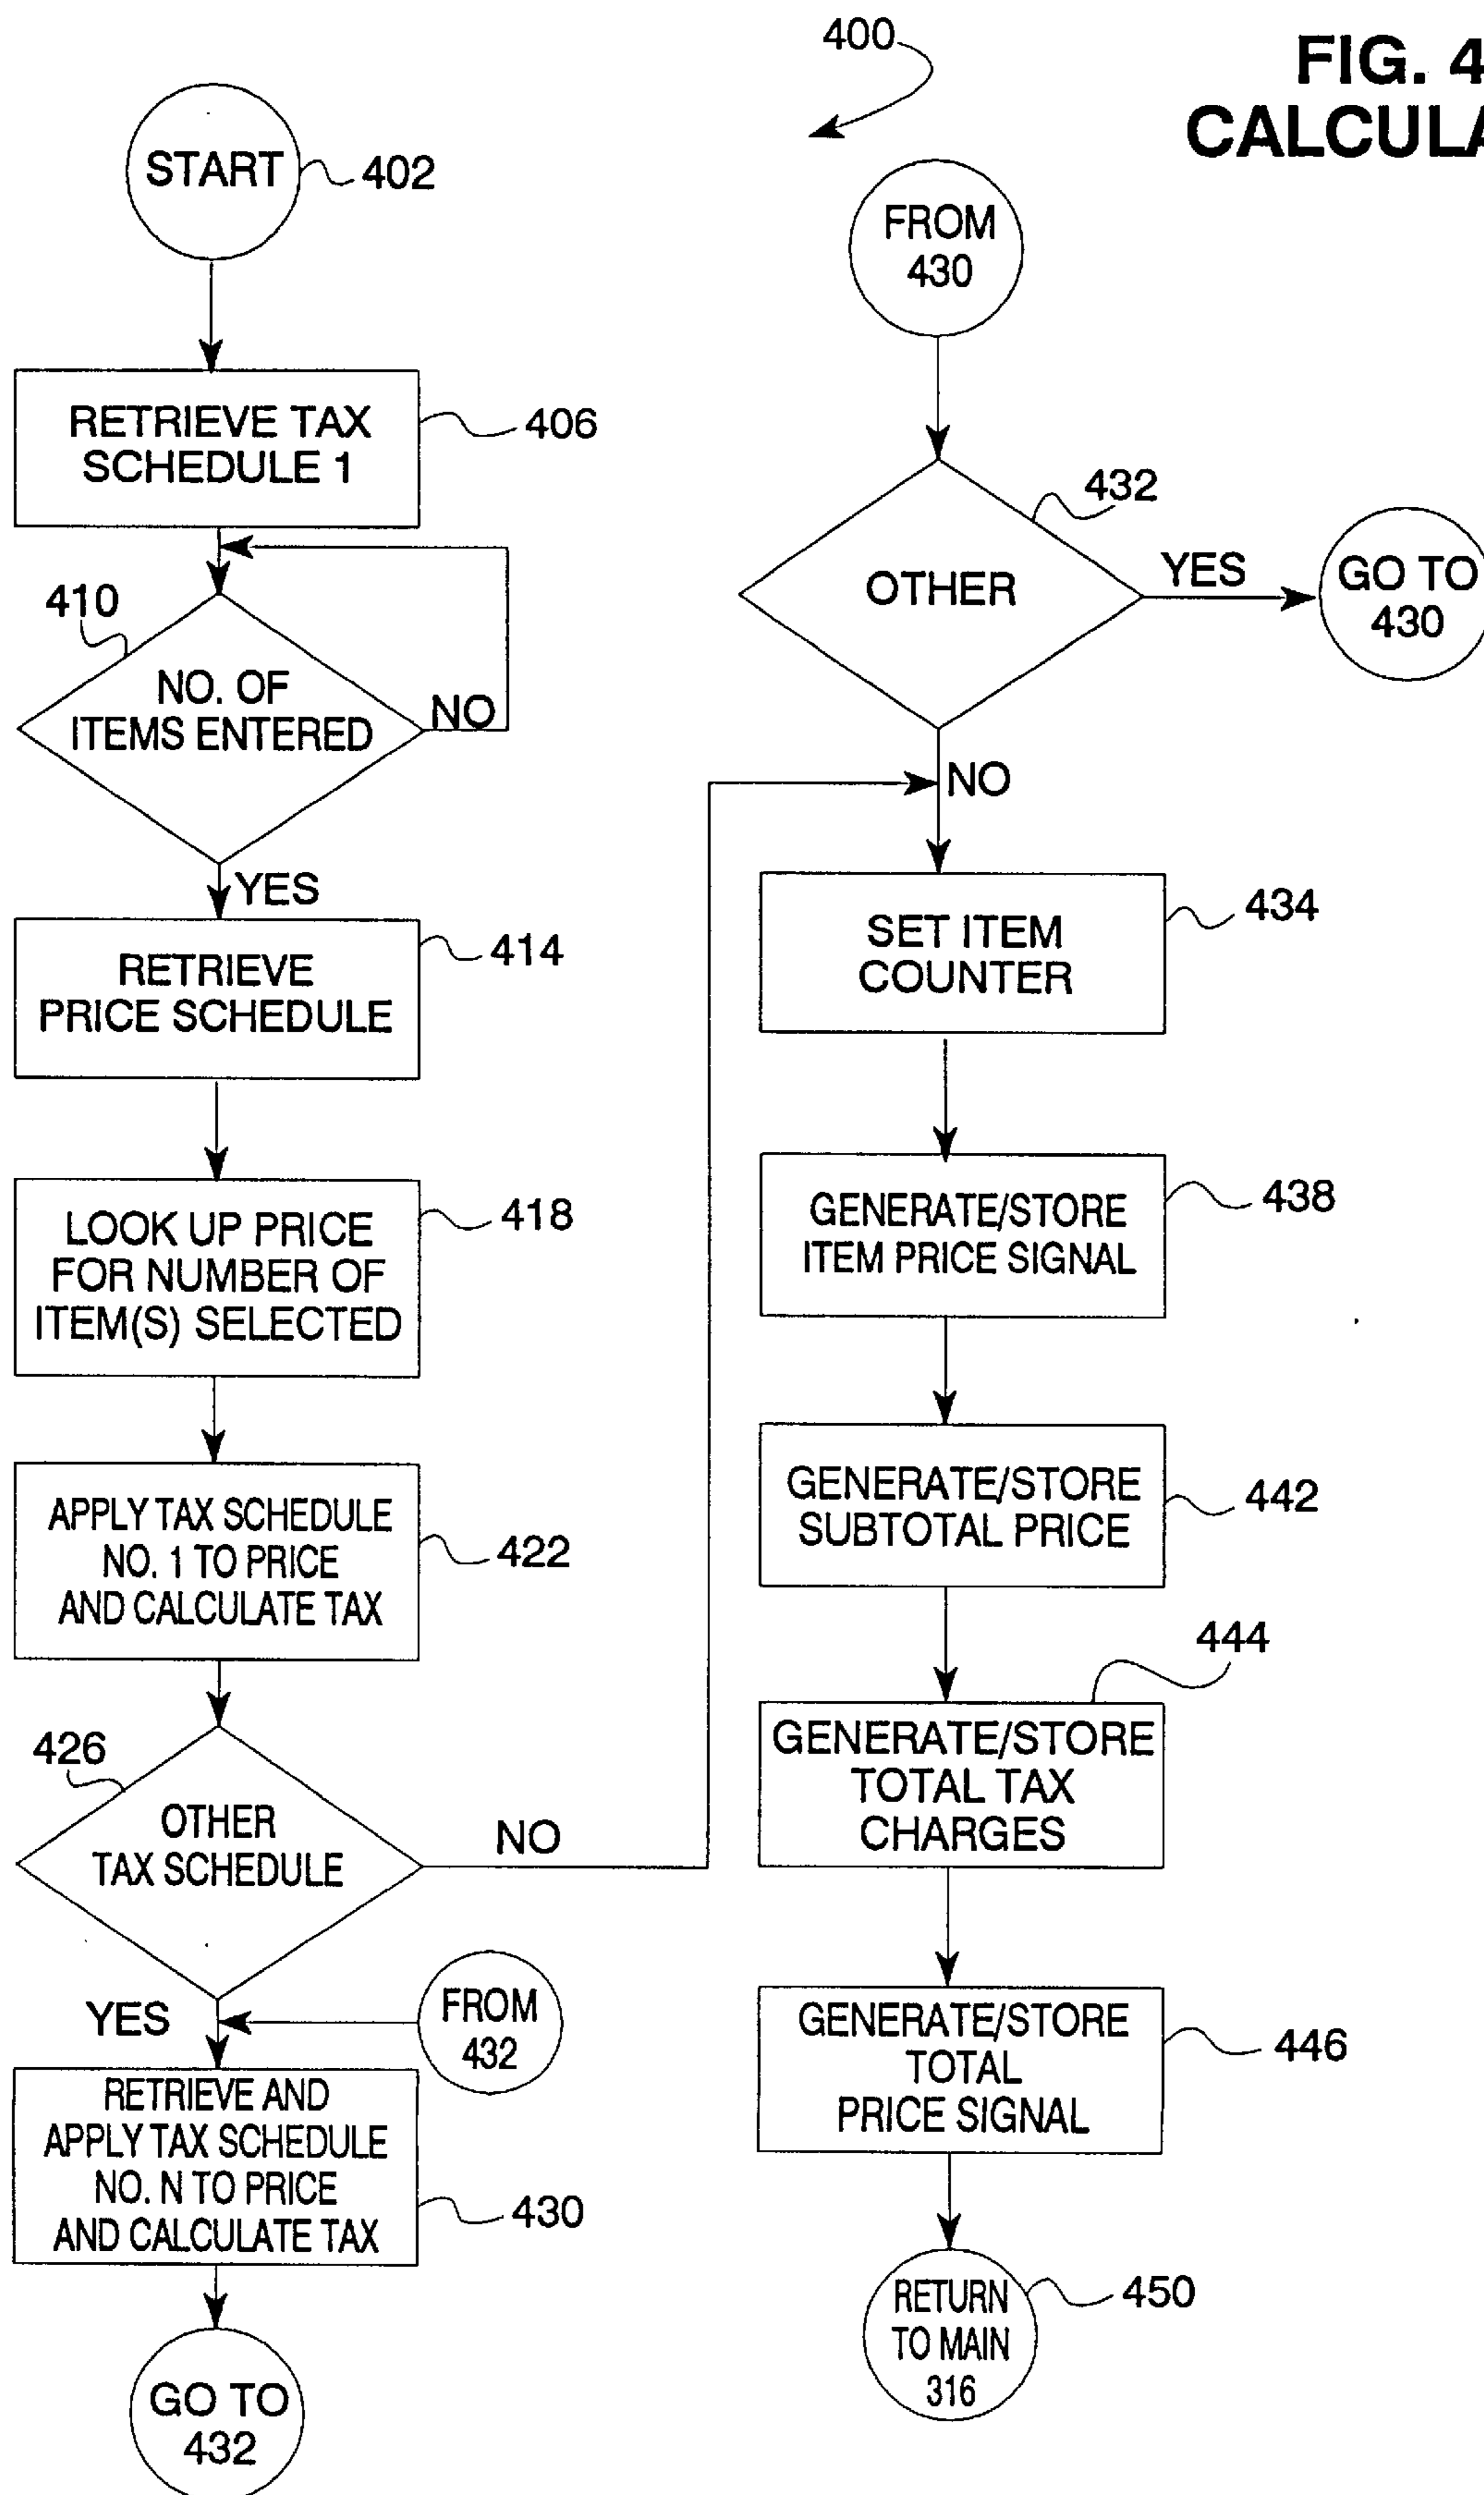 400
FIG. 4
START
402
RETRIEVE TAX
SCHEDULE 1
406
410
NO. OF
ITEMS ENTERED
NO
YES
RETRIEVE
PRICE SCHEDULE
414
LOOK UP PRICE
FOR NUMBER OF
ITEM(S) SELECTED
418
APPLY TAX SCHEDULE
NO. 1 TO PRICE
AND CALCULATE TAX
422
426
OTHER
TAX SCHEDULE
NO
YES
FROM
432
RETRIEVE AND
APPLY TAX SCHEDULE
NO. N TO PRICE
AND CALCULATE TAX
430
GO TO
432
FROM
430
432
OTHER
YES
GO TO
430
NO
SET ITEM
COUNTER
434
GENERATE/STORE
ITEM PRICE SIGNAL
438
GENERATE/STORE
SUBTOTAL PRICE
442
444
GENERATE/STORE
TOTAL TAX
CHARGES
GENERATE/STORE
TOTAL
PRICE SIGNAL
446
RETURN
TO MAIN
316
450